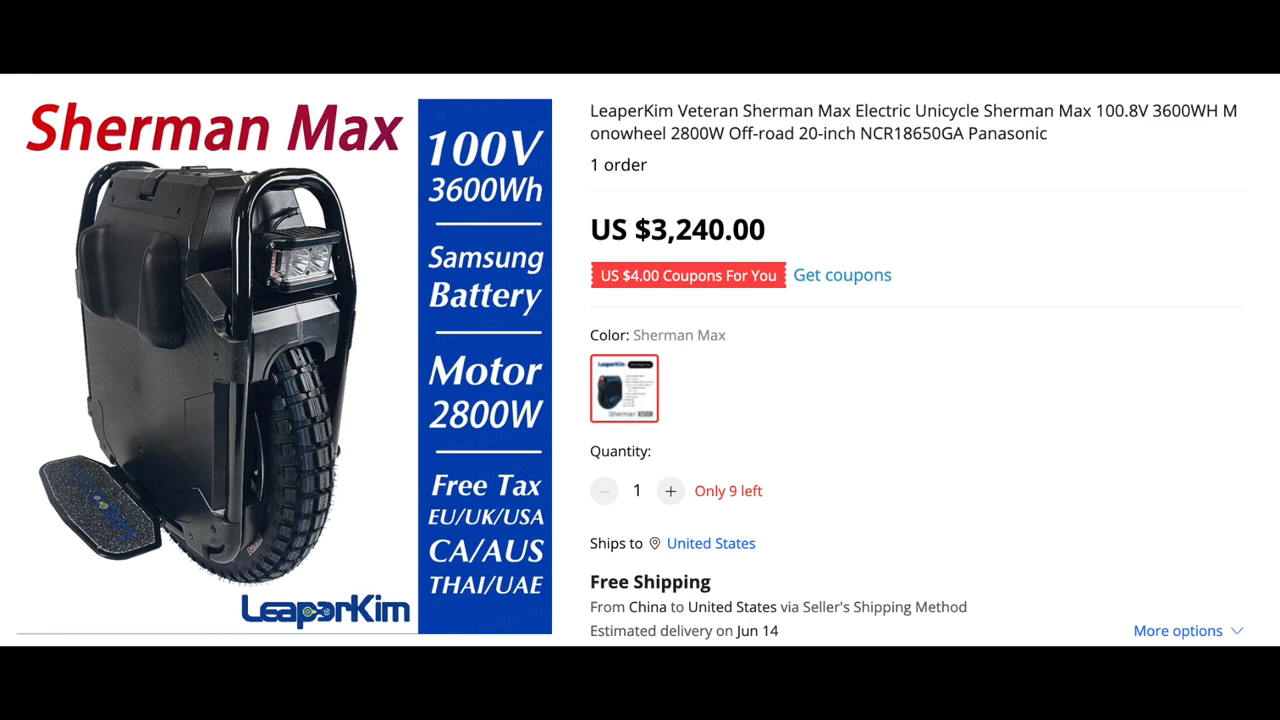 Sherman Max
100V
3600Wh
Samsung
Battery
Motor
2800W
Free Tax
EU/UK/USA
CA/AUS
THAI/UAE
LeaperKim
LeaperKim Veteran Sherman Max Electric Unicycle Sherman Max 100.8V 3600WH M
onowheel 2800W Off-road 20-inch NCR18650GA Panasonic
1 order
US $3,240.00
US $4.00 Coupons For You Get coupons
Color: Sherman Max
LeaperKim
Sherman
Quantity:
1 Only 9 left
Ships to United States
Free Shipping
From China to United States via Seller's Shipping Method
Estimated delivery on Jun 14
More options